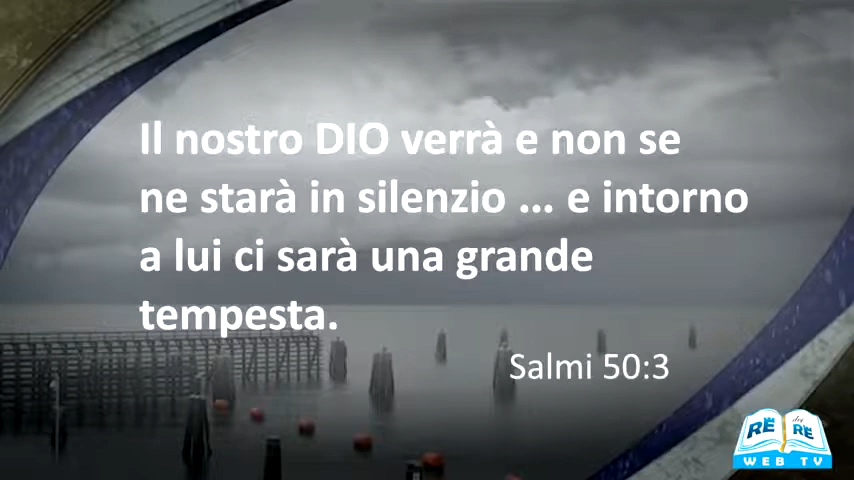 Il nostro DIO verrà e non se
ne starà in silenzio ... e intorno
a lui ci sarà una grande
tempesta.
Salmi 50:3
RE dei RE
WEB TV